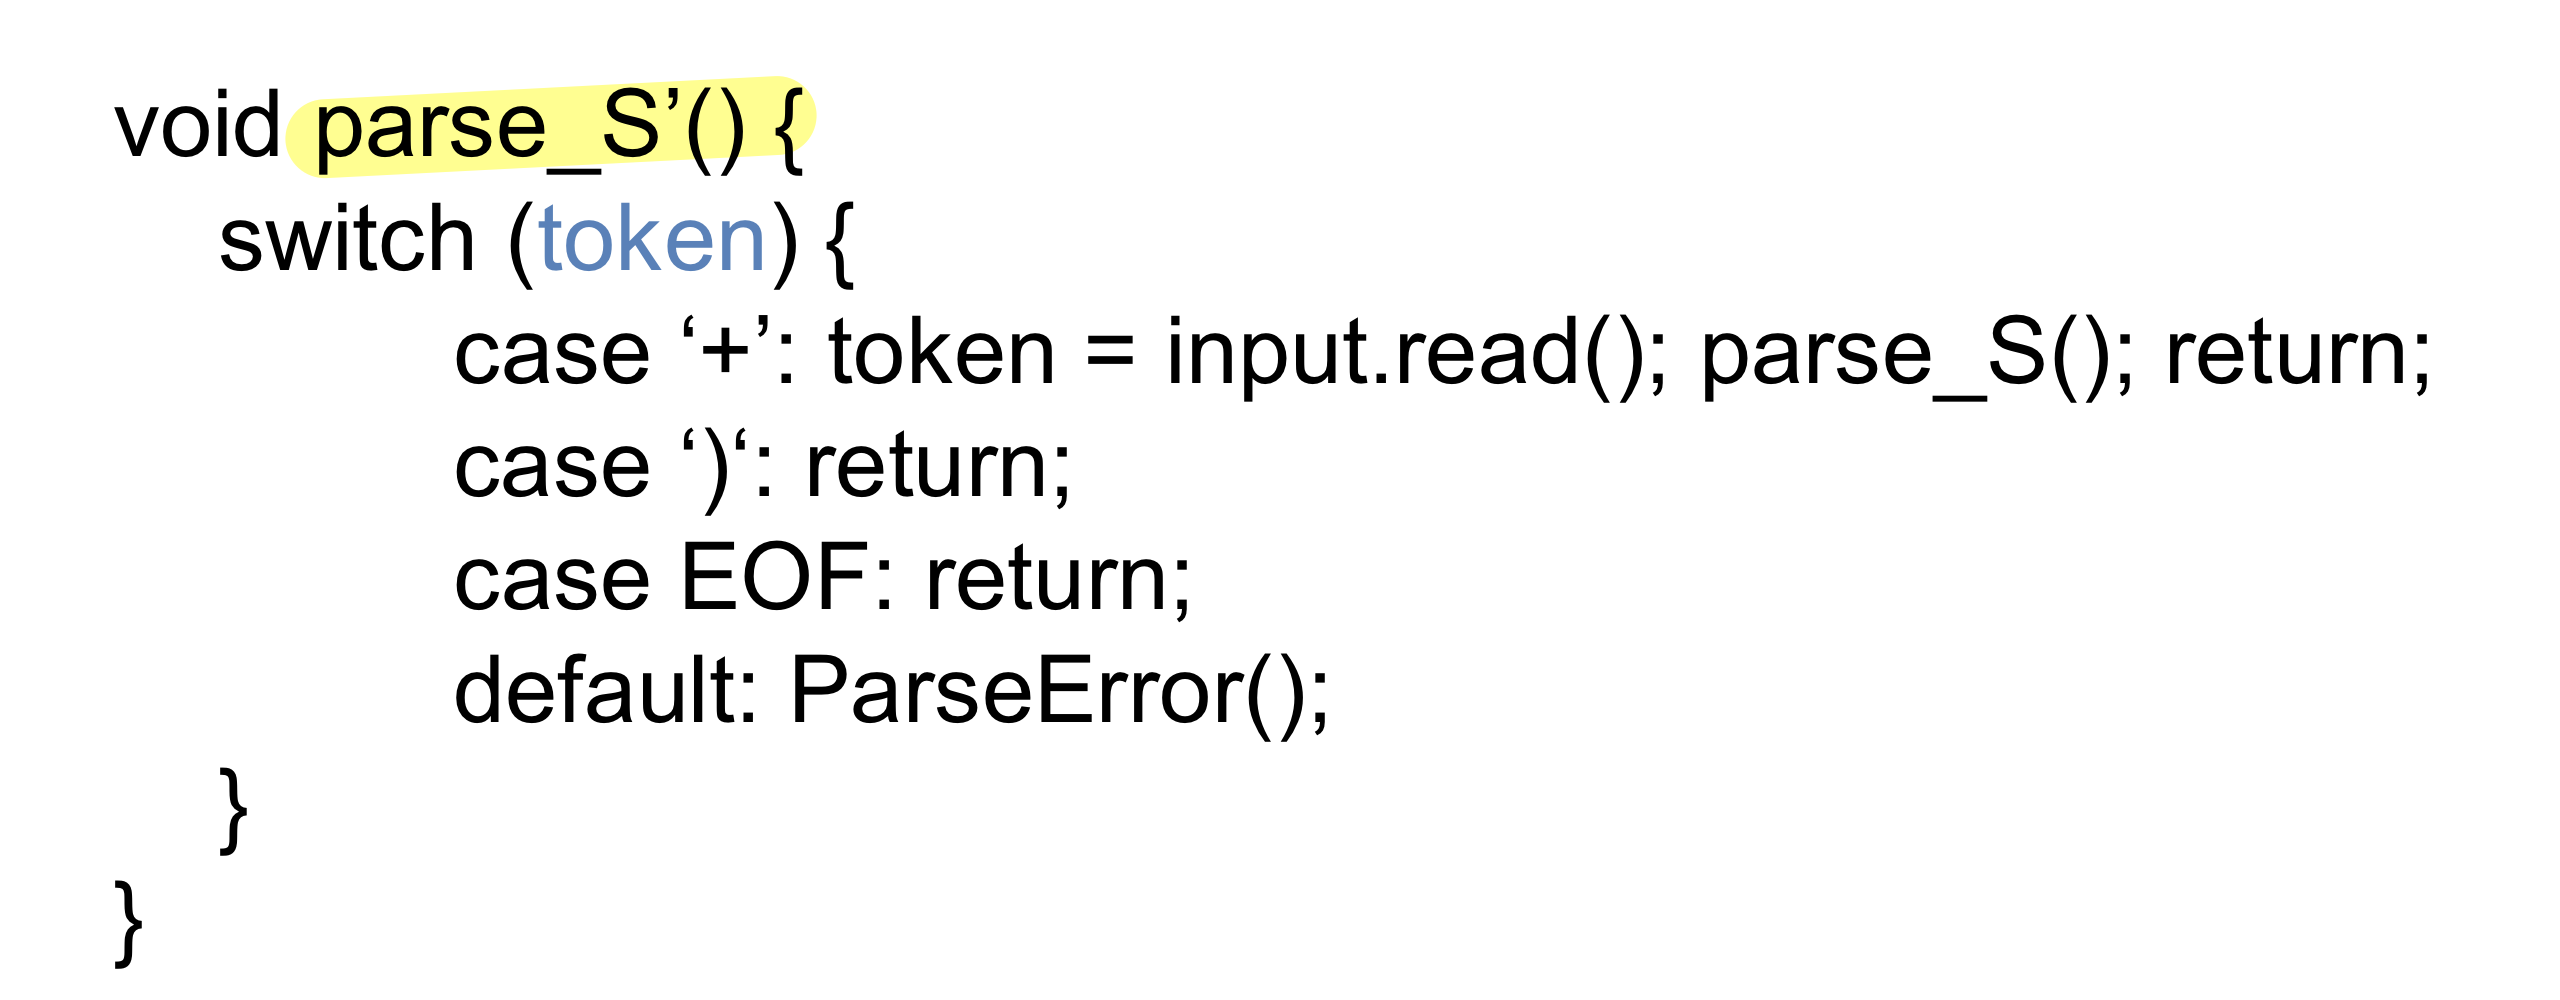 void parse_S’() {
switch (token) {
case ‘+’: token = input.read(); parse_S(); return;
case ‘)‘: return;
case EOF: return;
default: ParseError();
}
}